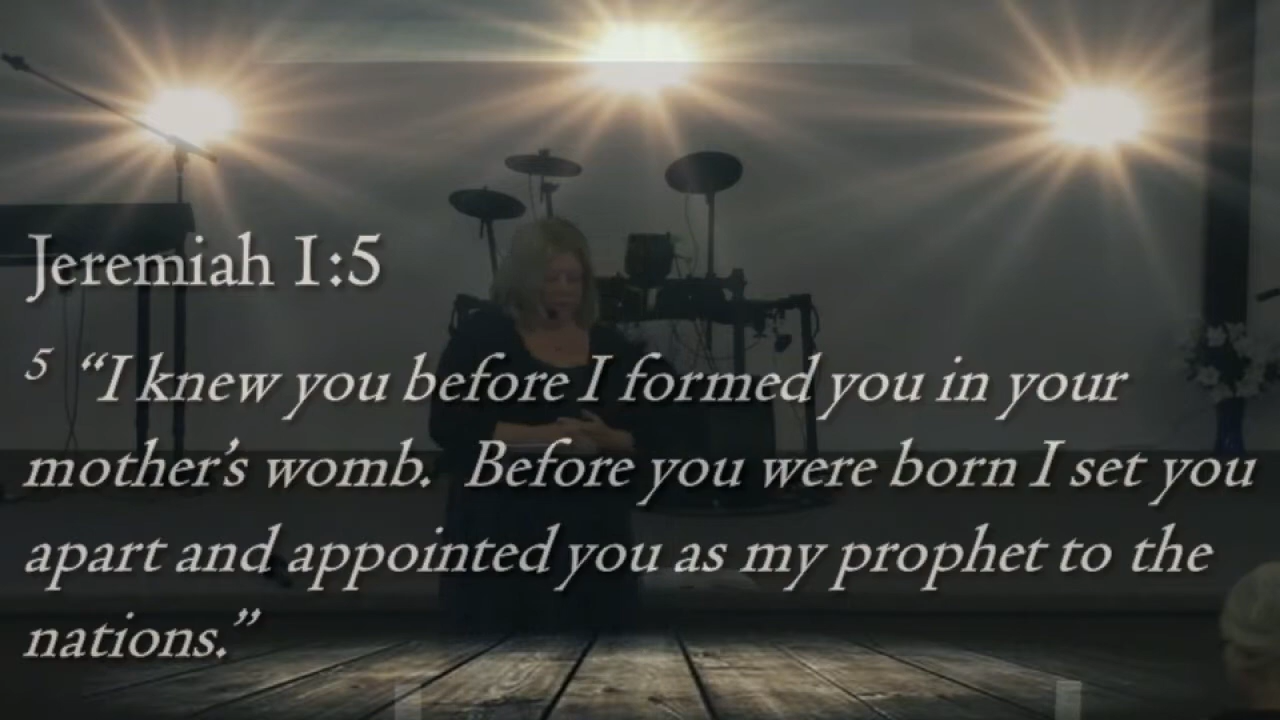 Jeremiah 1:5
5 “I knew you before I formed you in your
mother’s womb.  Before you were born I set you
apart and appointed you as my prophet to the
nations.”